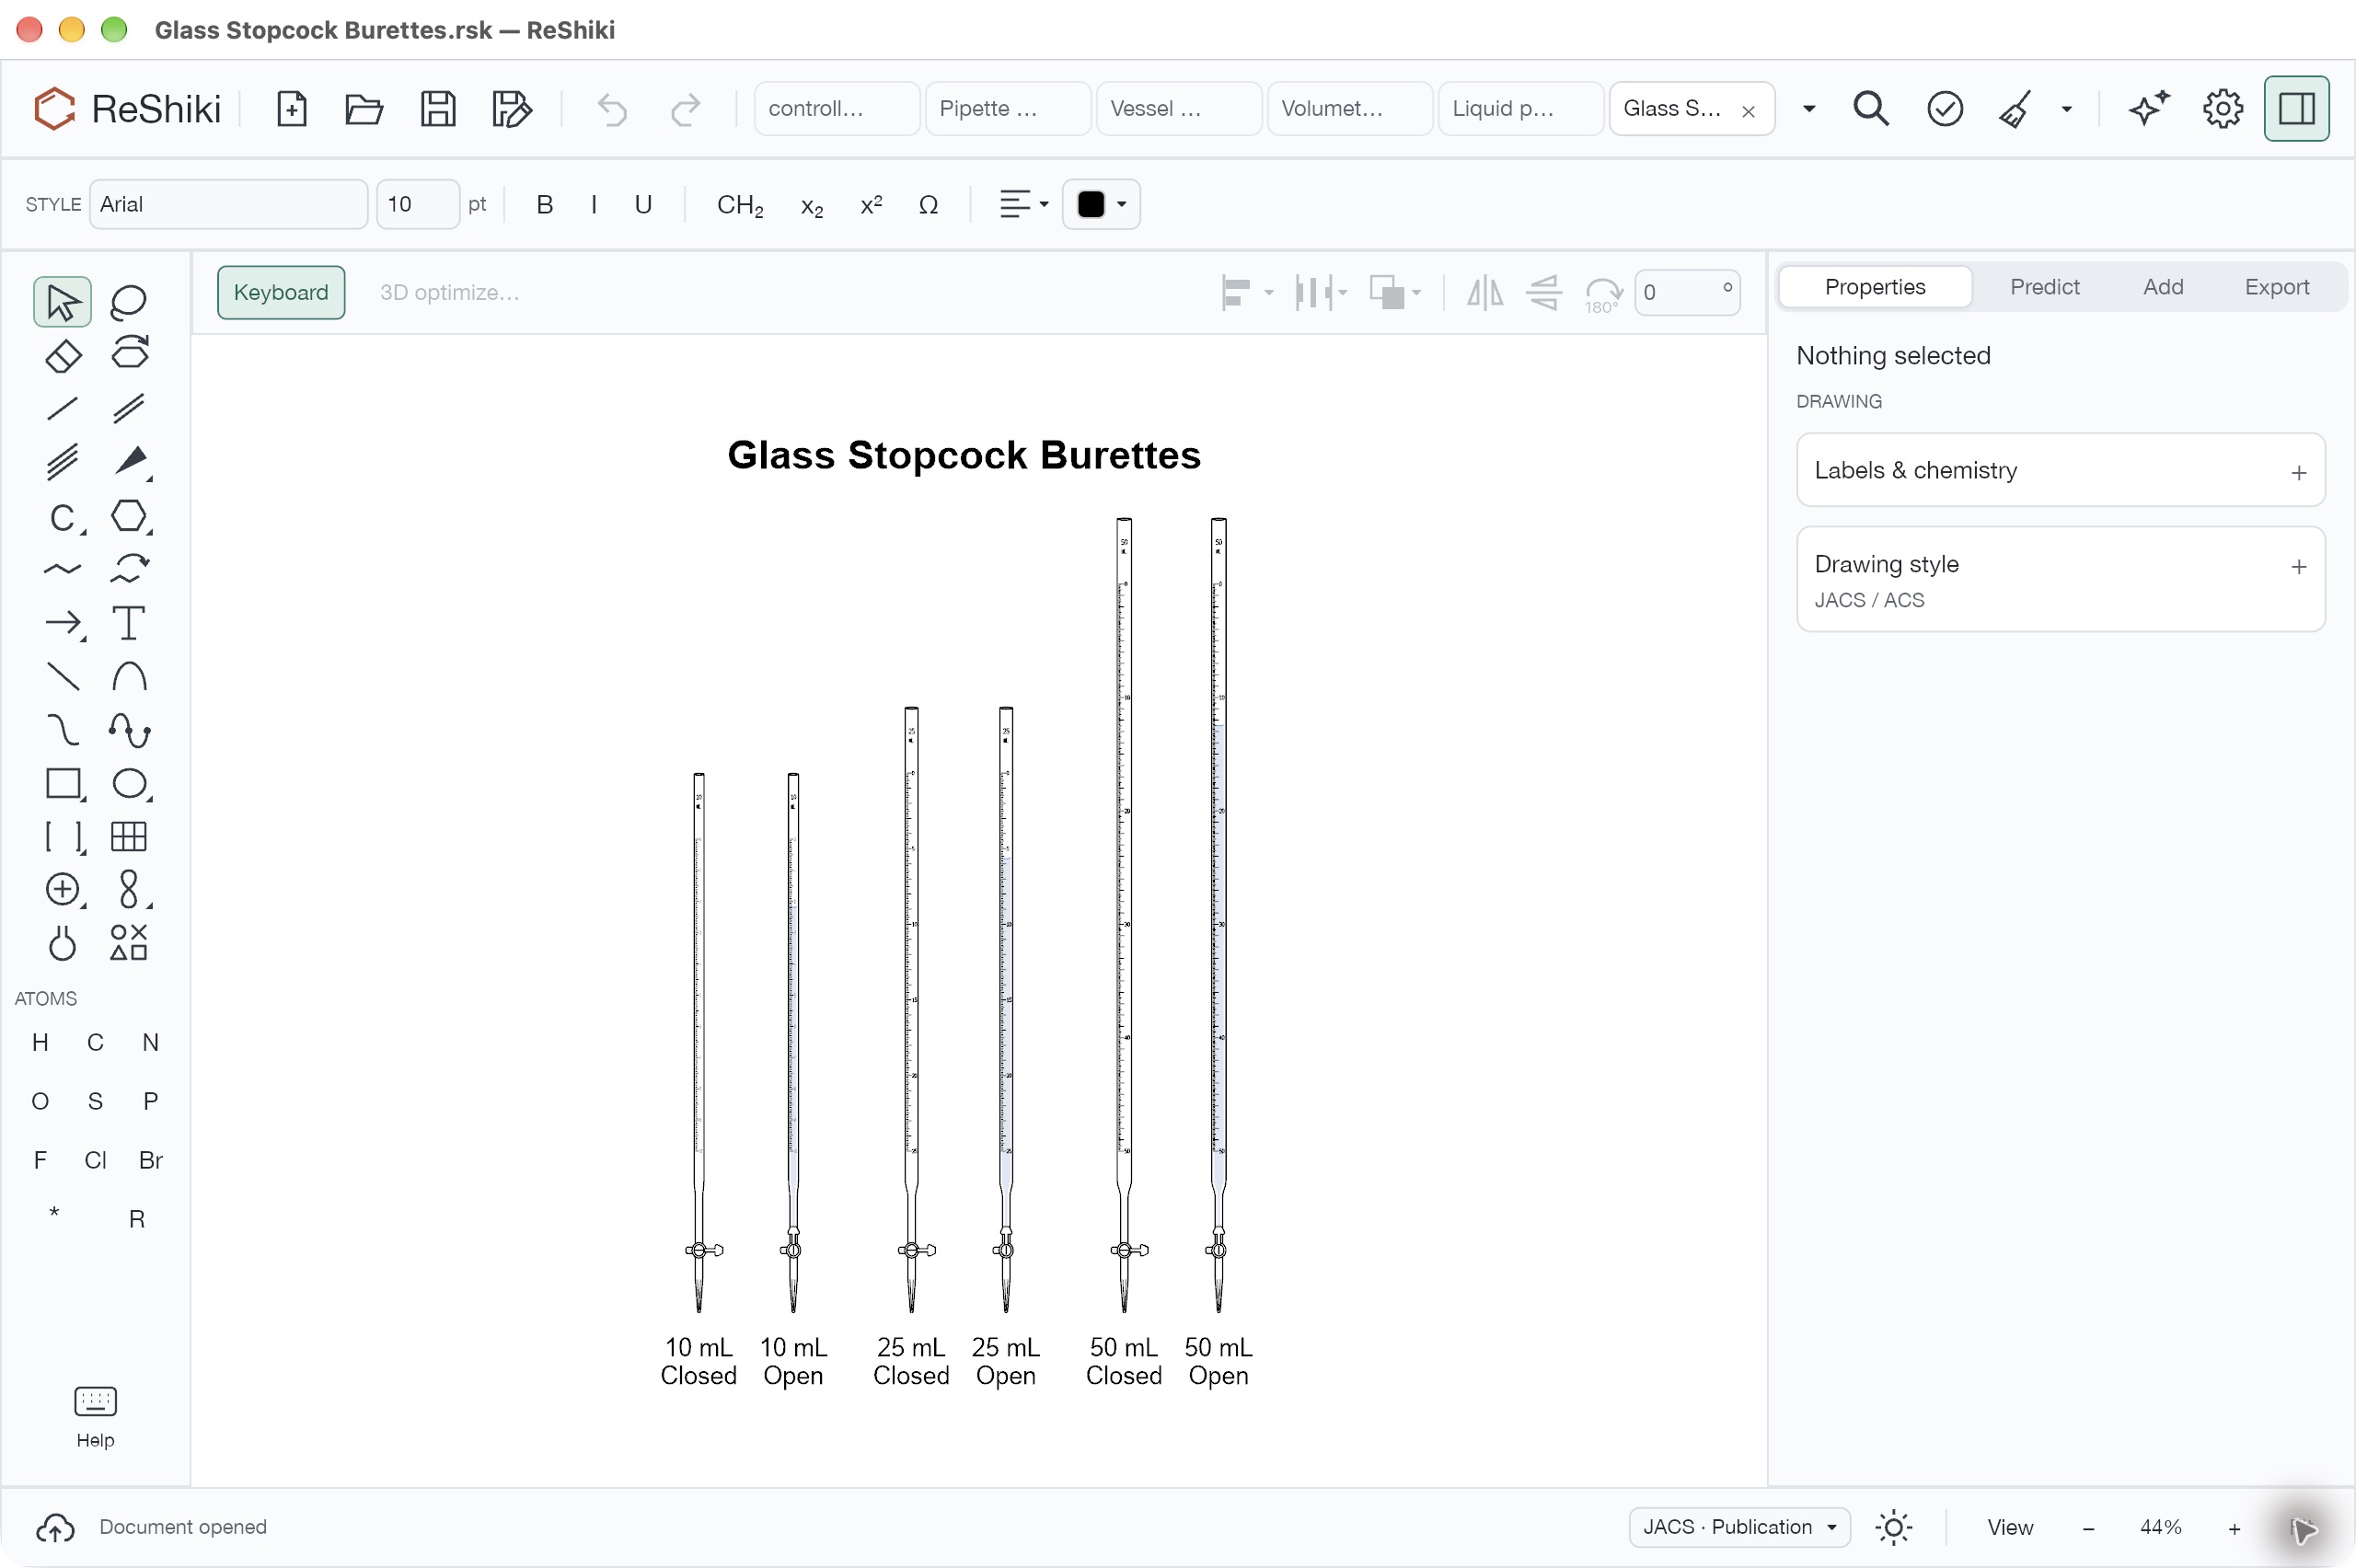 Glass Stopcock Burettes.rsk — ReShiki
ReShiki
controll...
Pipette ...
Vessel ...
Volumet...
Liquid p...
Glass S...
STYLE
Arial
10
pt
B
I
U
CH₂
x₂
x²
Ω
Keyboard
3D optimize...
180°
0
°
Properties
Predict
Add
Export
Nothing selected
DRAWING
Labels & chemistry
+
Drawing style
+
JACS / ACS
C
T
ATOMS
H C N
O S P
F Cl Br
* R
Help
Glass Stopcock Burettes
10 mL
Closed
10 mL
Open
25 mL
Closed
25 mL
Open
50 mL
Closed
50 mL
Open
Document opened
JACS · Publication
View
–
44%
+